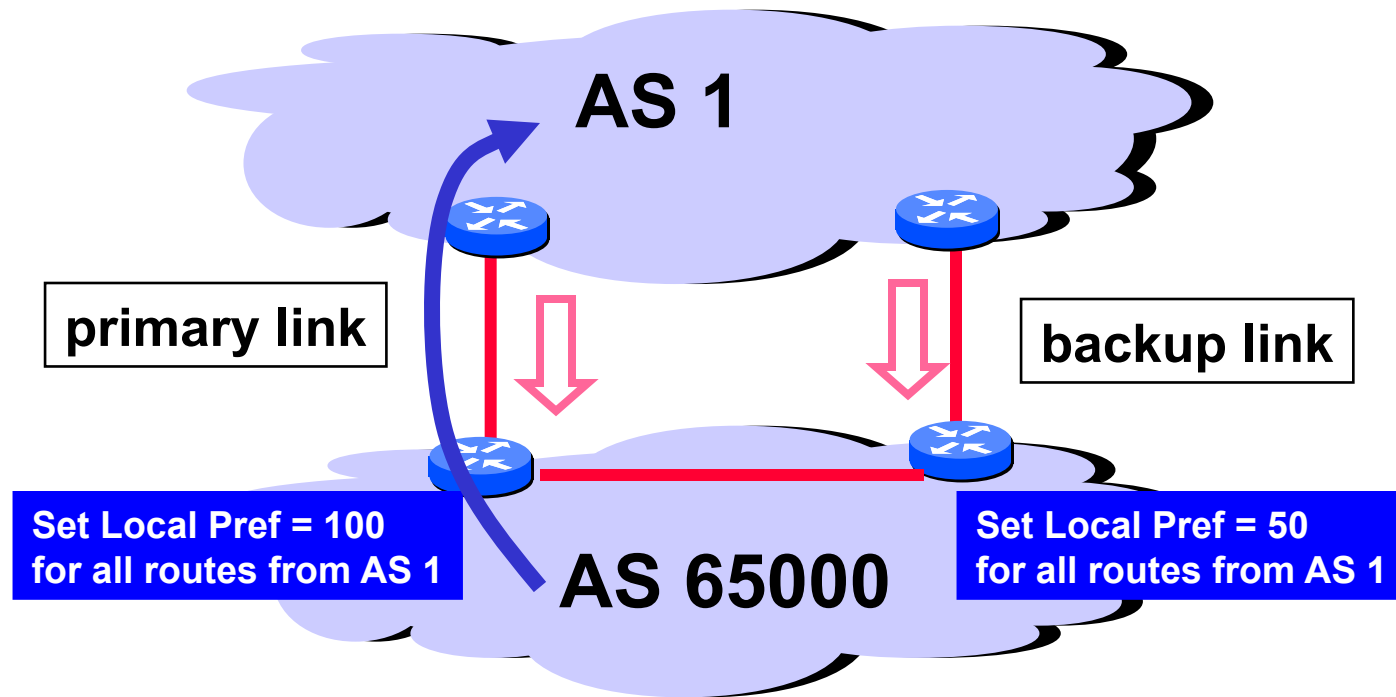 AS 1
primary link
backup link
Set Local Pref = 100
for all routes from AS 1
AS 65000
Set Local Pref = 50
for all routes from AS 1